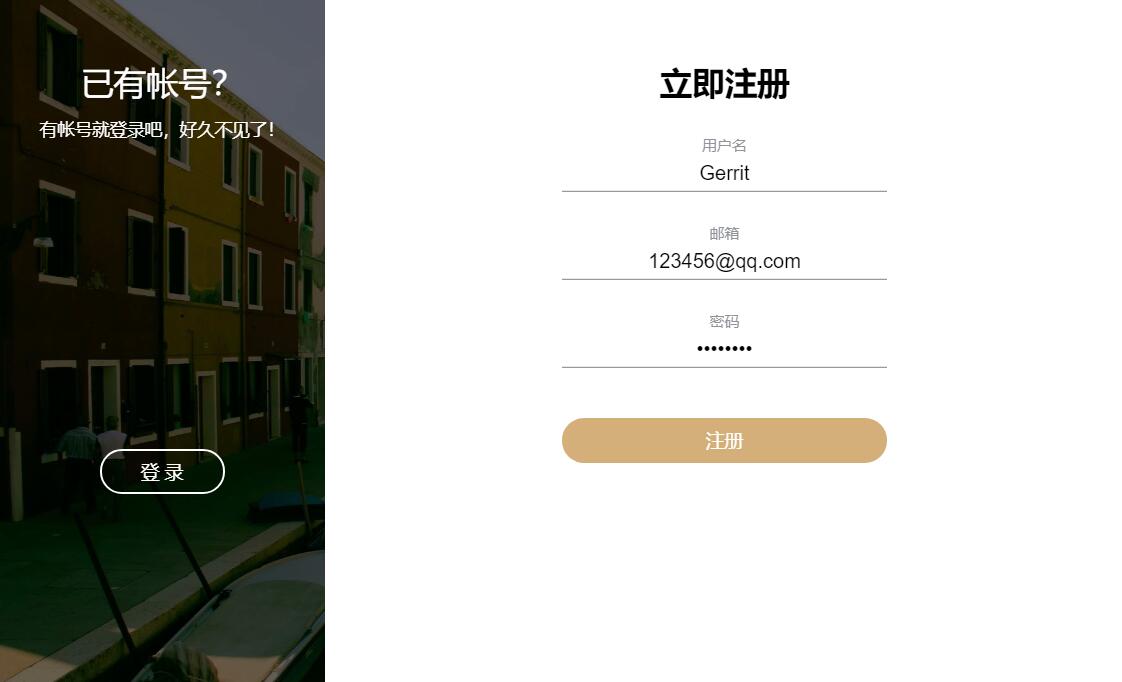 已有帐号？
有帐号就登录吧，好久不见了！
登录
立即注册
用户名
Gerrit
邮箱
123456@qq.com
密码
••••••••
注册